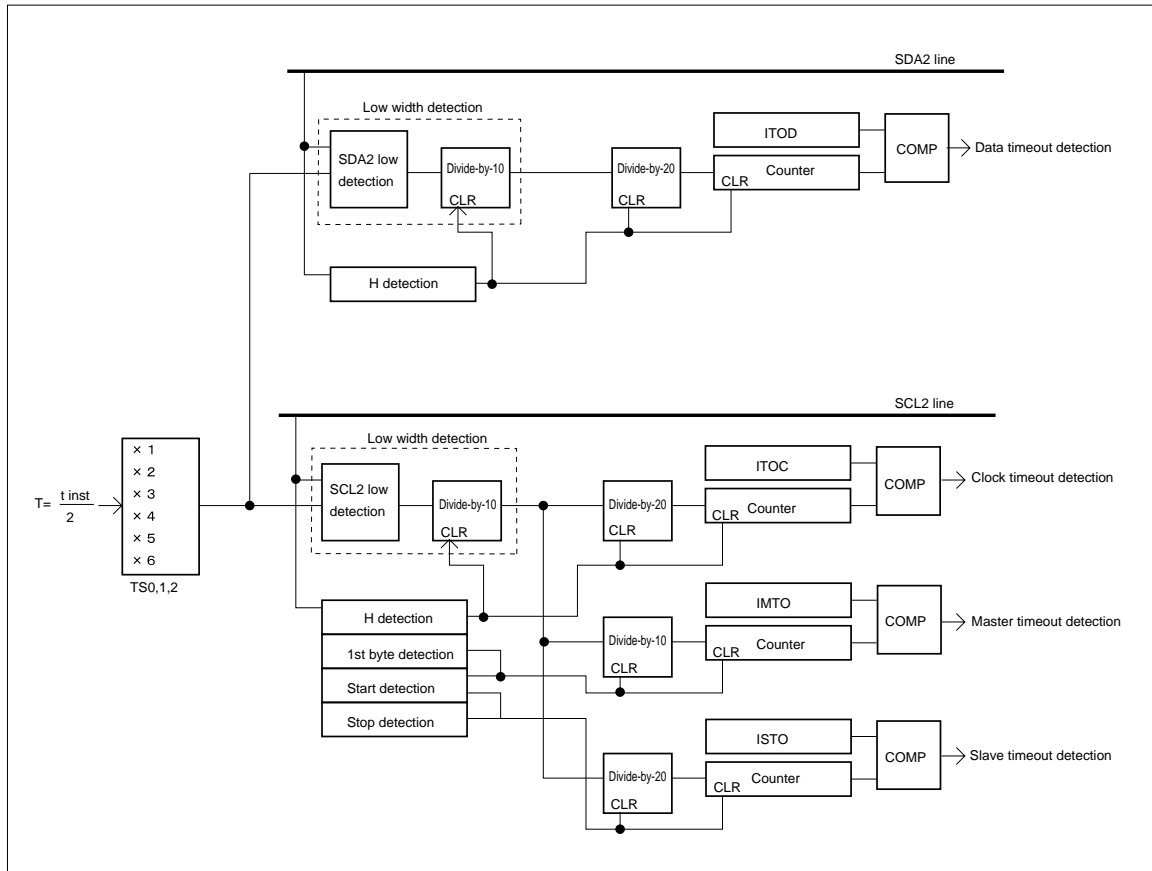 SDA2 line
Low width detection
SDA2 low
detection
Divide-by-10
CLR
Divide-by-20
CLR
ITOD
Counter
CLR
COMP
Data timeout detection
H detection
SCL2 line
Low width detection
× 1
× 2
× 3
× 4
× 5
× 6
T= t inst
2
TS0,1,2
SCL2 low
detection
Divide-by-10
CLR
Divide-by-20
CLR
ITOC
Counter
CLR
COMP
Clock timeout detection
H detection
1st byte detection
Start detection
Stop detection
Divide-by-10
CLR
IMTO
Counter
CLR
COMP
Master timeout detection
Divide-by-20
CLR
ISTO
Counter
CLR
COMP
Slave timeout detection